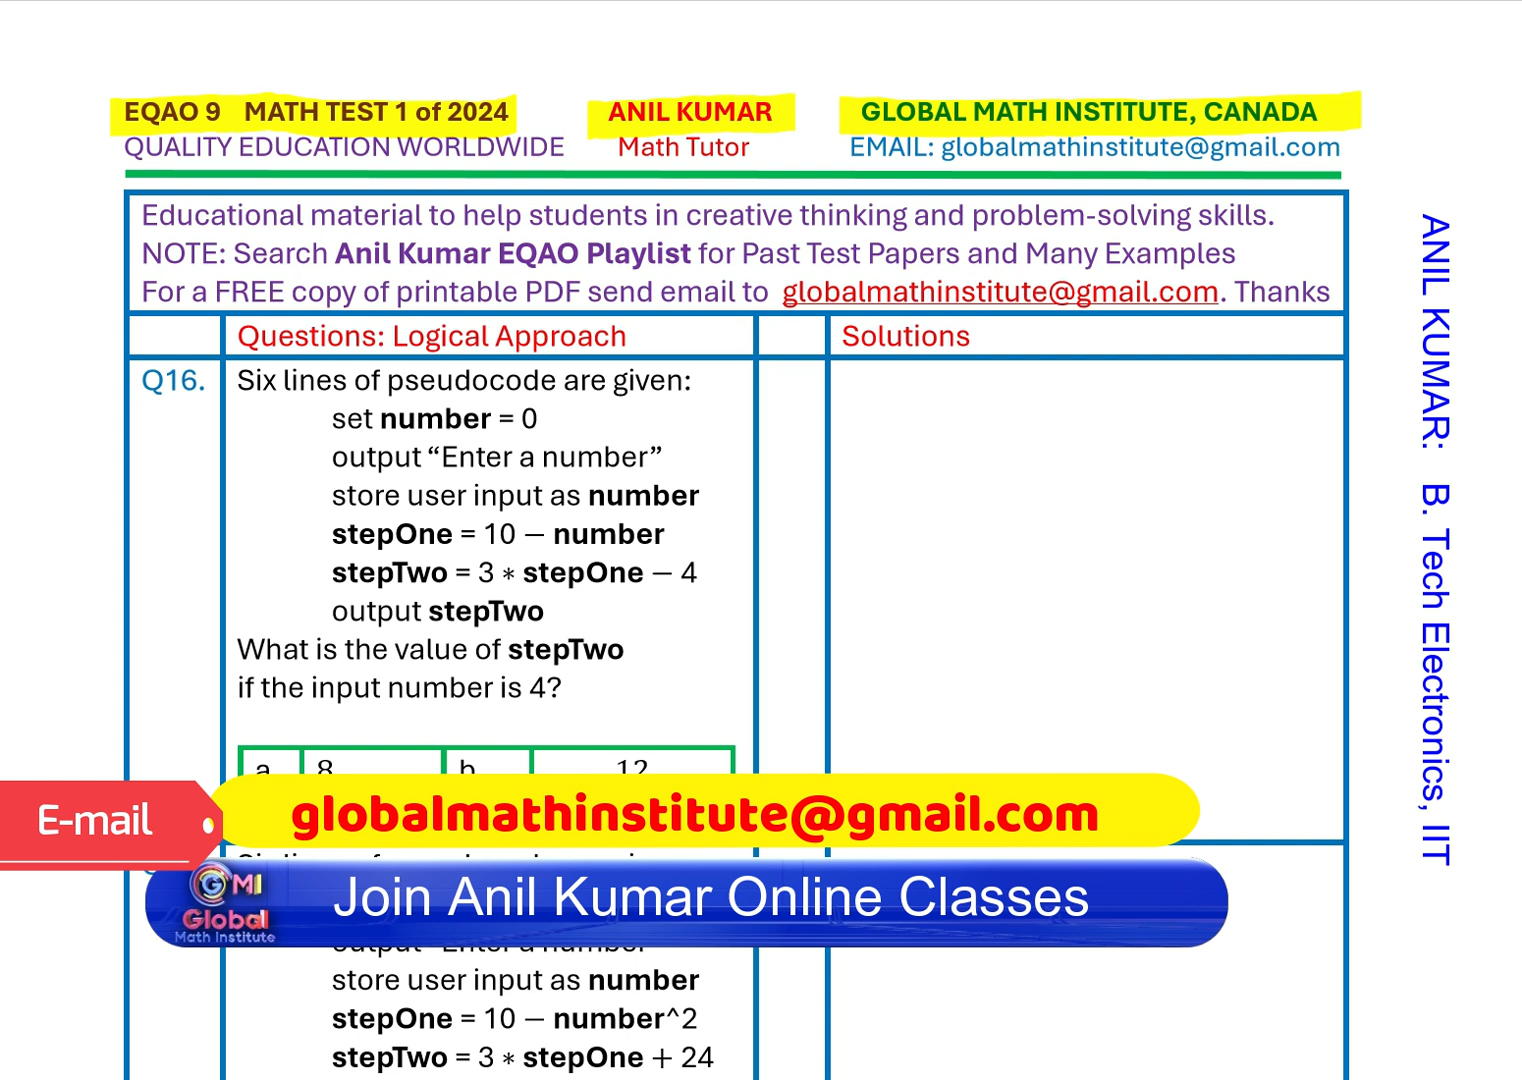 EQAO 9 MATH TEST 1 of 2024 ANIL KUMAR GLOBAL MATH INSTITUTE, CANADA
QUALITY EDUCATION WORLDWIDE Math Tutor EMAIL: globalmathinstitute@gmail.com
Educational material to help students in creative thinking and problem-solving skills.
NOTE: Search Anil Kumar EQAO Playlist for Past Test Papers and Many Examples
For a FREE copy of printable PDF send email to globalmathinstitute@gmail.com. Thanks
Questions: Logical Approach Solutions
Q16. Six lines of pseudocode are given:
set number = 0
output “Enter a number”
store user input as number
stepOne = 10 − number
stepTwo = 3 * stepOne − 4
output stepTwo
What is the value of stepTwo
if the input number is 4?
a 8 b 12
E-mail globalmathinstitute@gmail.com
GMI Global Math Institute
Join Anil Kumar Online Classes
output “Enter a number”
store user input as number
stepOne = 10 − number^2
stepTwo = 3 * stepOne + 24
ANIL KUMAR: B. Tech Electronics, IIT